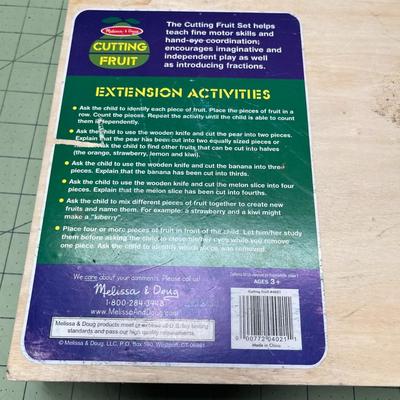 Melissa & Doug
CUTTING
FRUIT
The Cutting Fruit Set helps
teach fine motor skills and
hand-eye coordination;
encourages imaginative and
independent play as well
as introducing fractions.
EXTENSION ACTIVITIES
• Ask the child to identify each piece of fruit. Place the pieces of fruit in a
row. Count the pieces. Repeat the activity until the child is able to count
them independently.
• Ask the child to use the wooden knife and cut the pear into two pieces.
Explain that the pear has been cut into two equally sized pieces or
Ask the child to find other fruits that can be cut into halves
(the orange, strawberry, lemon and kiwi).
• Ask the child to use the wooden knife and cut the banana into three
pieces. Explain that the banana has been cut into thirds.
• Ask the child to use the wooden knife and cut the melon slice into four
pieces. Explain that the melon slice has been cut into fourths.
• Ask the child to mix different pieces of fruit together to create new
fruits and name them. For example: a strawberry and a kiwi might
make a "kiberry".
• Place four or more pieces of fruit in front of the child. Let him/her study
them before asking the child to close his/her eyes while you remove
one piece. Ask the child to identify which piece was removed.
We care about your comments. Please call us!
Melissa & Doug
1-800-284-3948
www.MelissaAndDoug.com
Melissa & Doug products meet or exceed all U.S. toy testing
standards and pass our high quality requirements.
© Melissa & Doug, LLC, P.O. Box 590, Westport, CT 06881
AGES 3+
Cutting Fruit #4021
0 00772 04021 1
Made in China